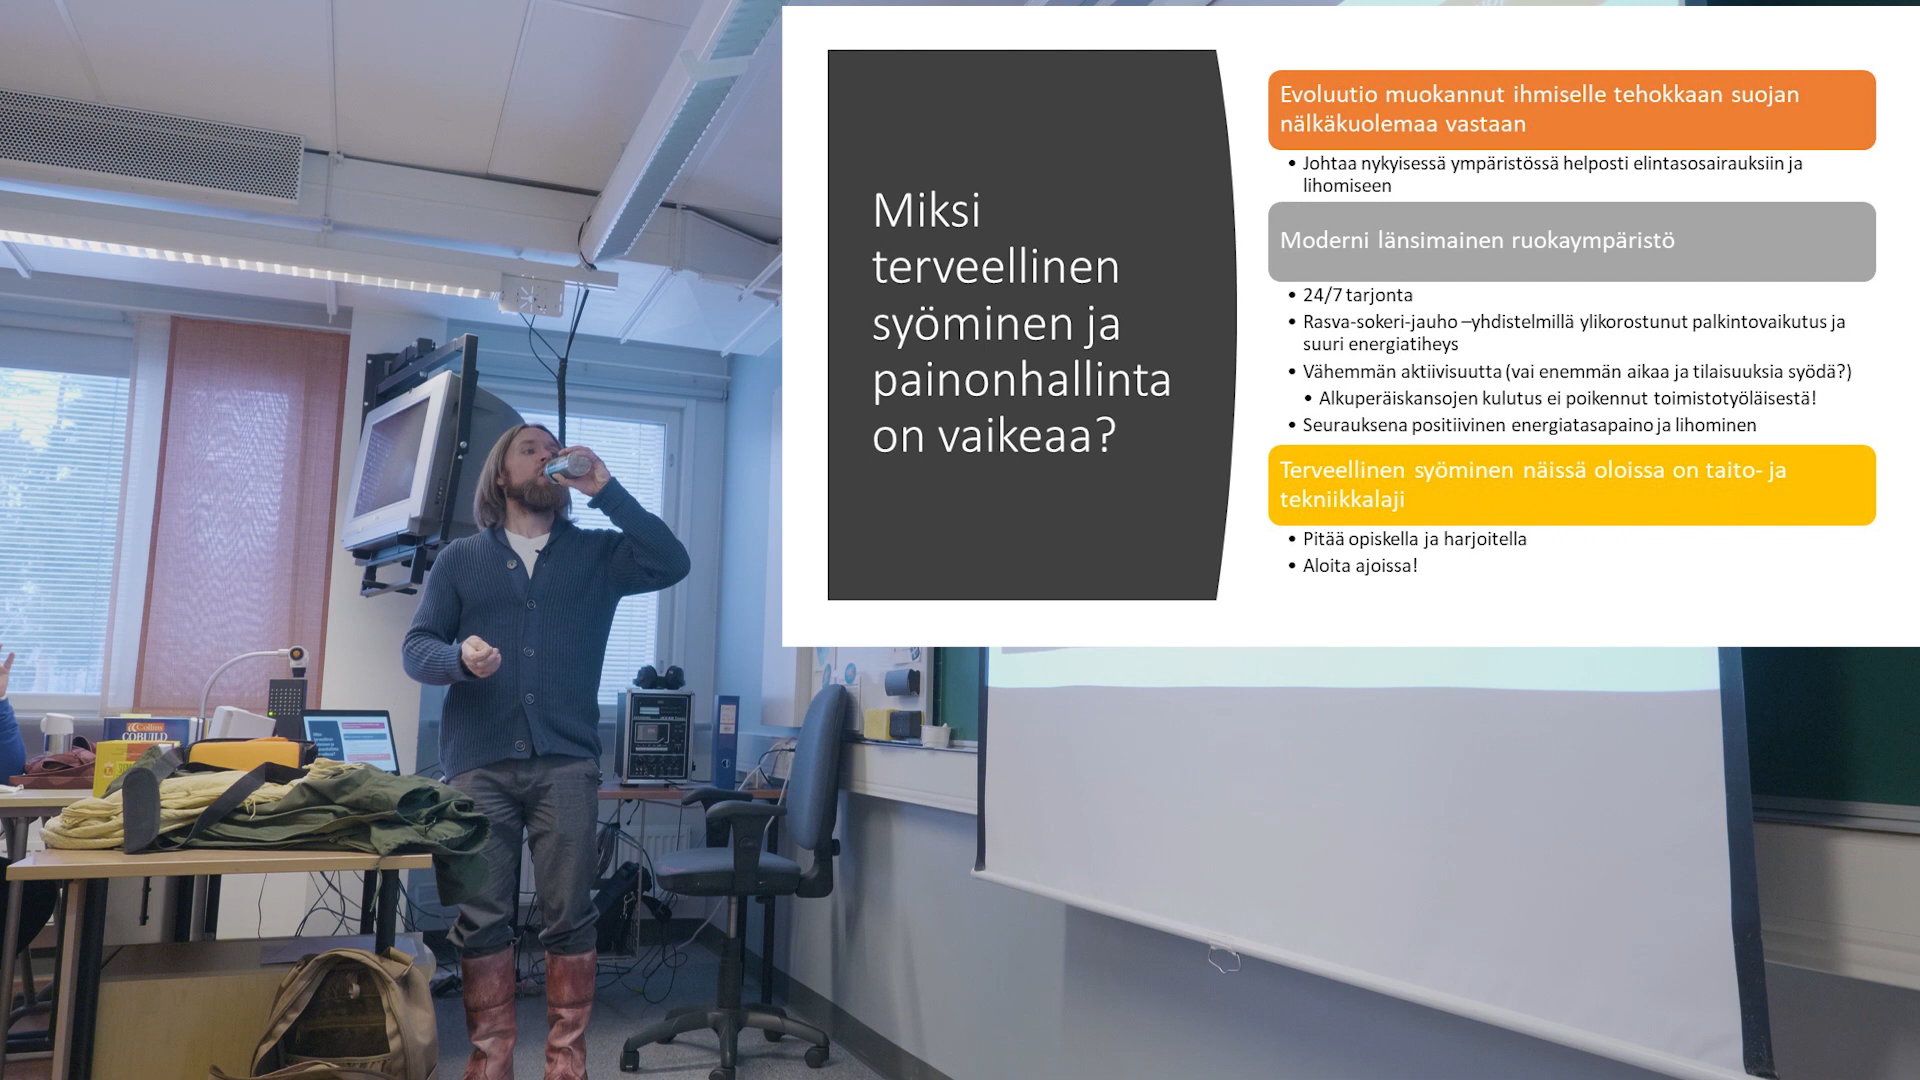 Miksi
terveellinen
syöminen ja
painonhallinta
on vaikeaa?
Evoluutio muokannut ihmiselle tehokkaan suojan
nälkäkuolemaa vastaan
• Johtaa nykyisessä ympäristössä helposti elintasosairauksiin ja
lihomiseen
Moderni länsimainen ruokaympäristö
• 24/7 tarjonta
• Rasva-sokeri-jauho –yhdistelmillä ylikorostunut palkintovaikutus ja
suuri energiatiheys
• Vähemmän aktiivisuutta (vai enemmän aikaa ja tilaisuuksia syödä?)
• Alkuperäiskansojen kulutus ei poikennut toimistotyöläisestä!
• Seurauksena positiivinen energiatasapaino ja lihominen
Terveellinen syöminen näissä oloissa on taito- ja
tekniikkalaji
• Pitää opiskella ja harjoitella
• Aloita ajoissa!
Collins
COBUILD